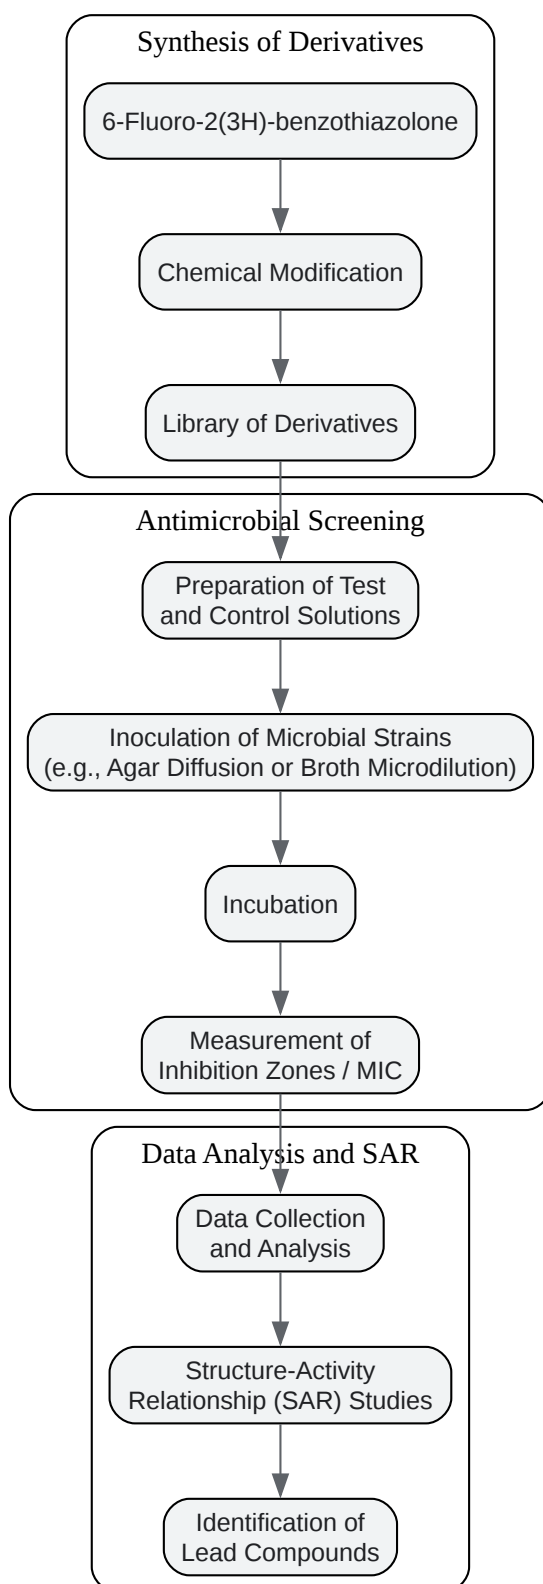 Synthesis of Derivatives
6-Fluoro-2(3H)-benzothiazolone
Chemical Modification
Library of Derivatives
Antimicrobial Screening
Preparation of Test
and Control Solutions
Inoculation of Microbial Strains
(e.g., Agar Diffusion or Broth Microdilution)
Incubation
Measurement of
Inhibition Zones / MIC
Data Analysis and SAR
Data Collection
and Analysis
Structure-Activity
Relationship (SAR) Studies
Identification of
Lead Compounds